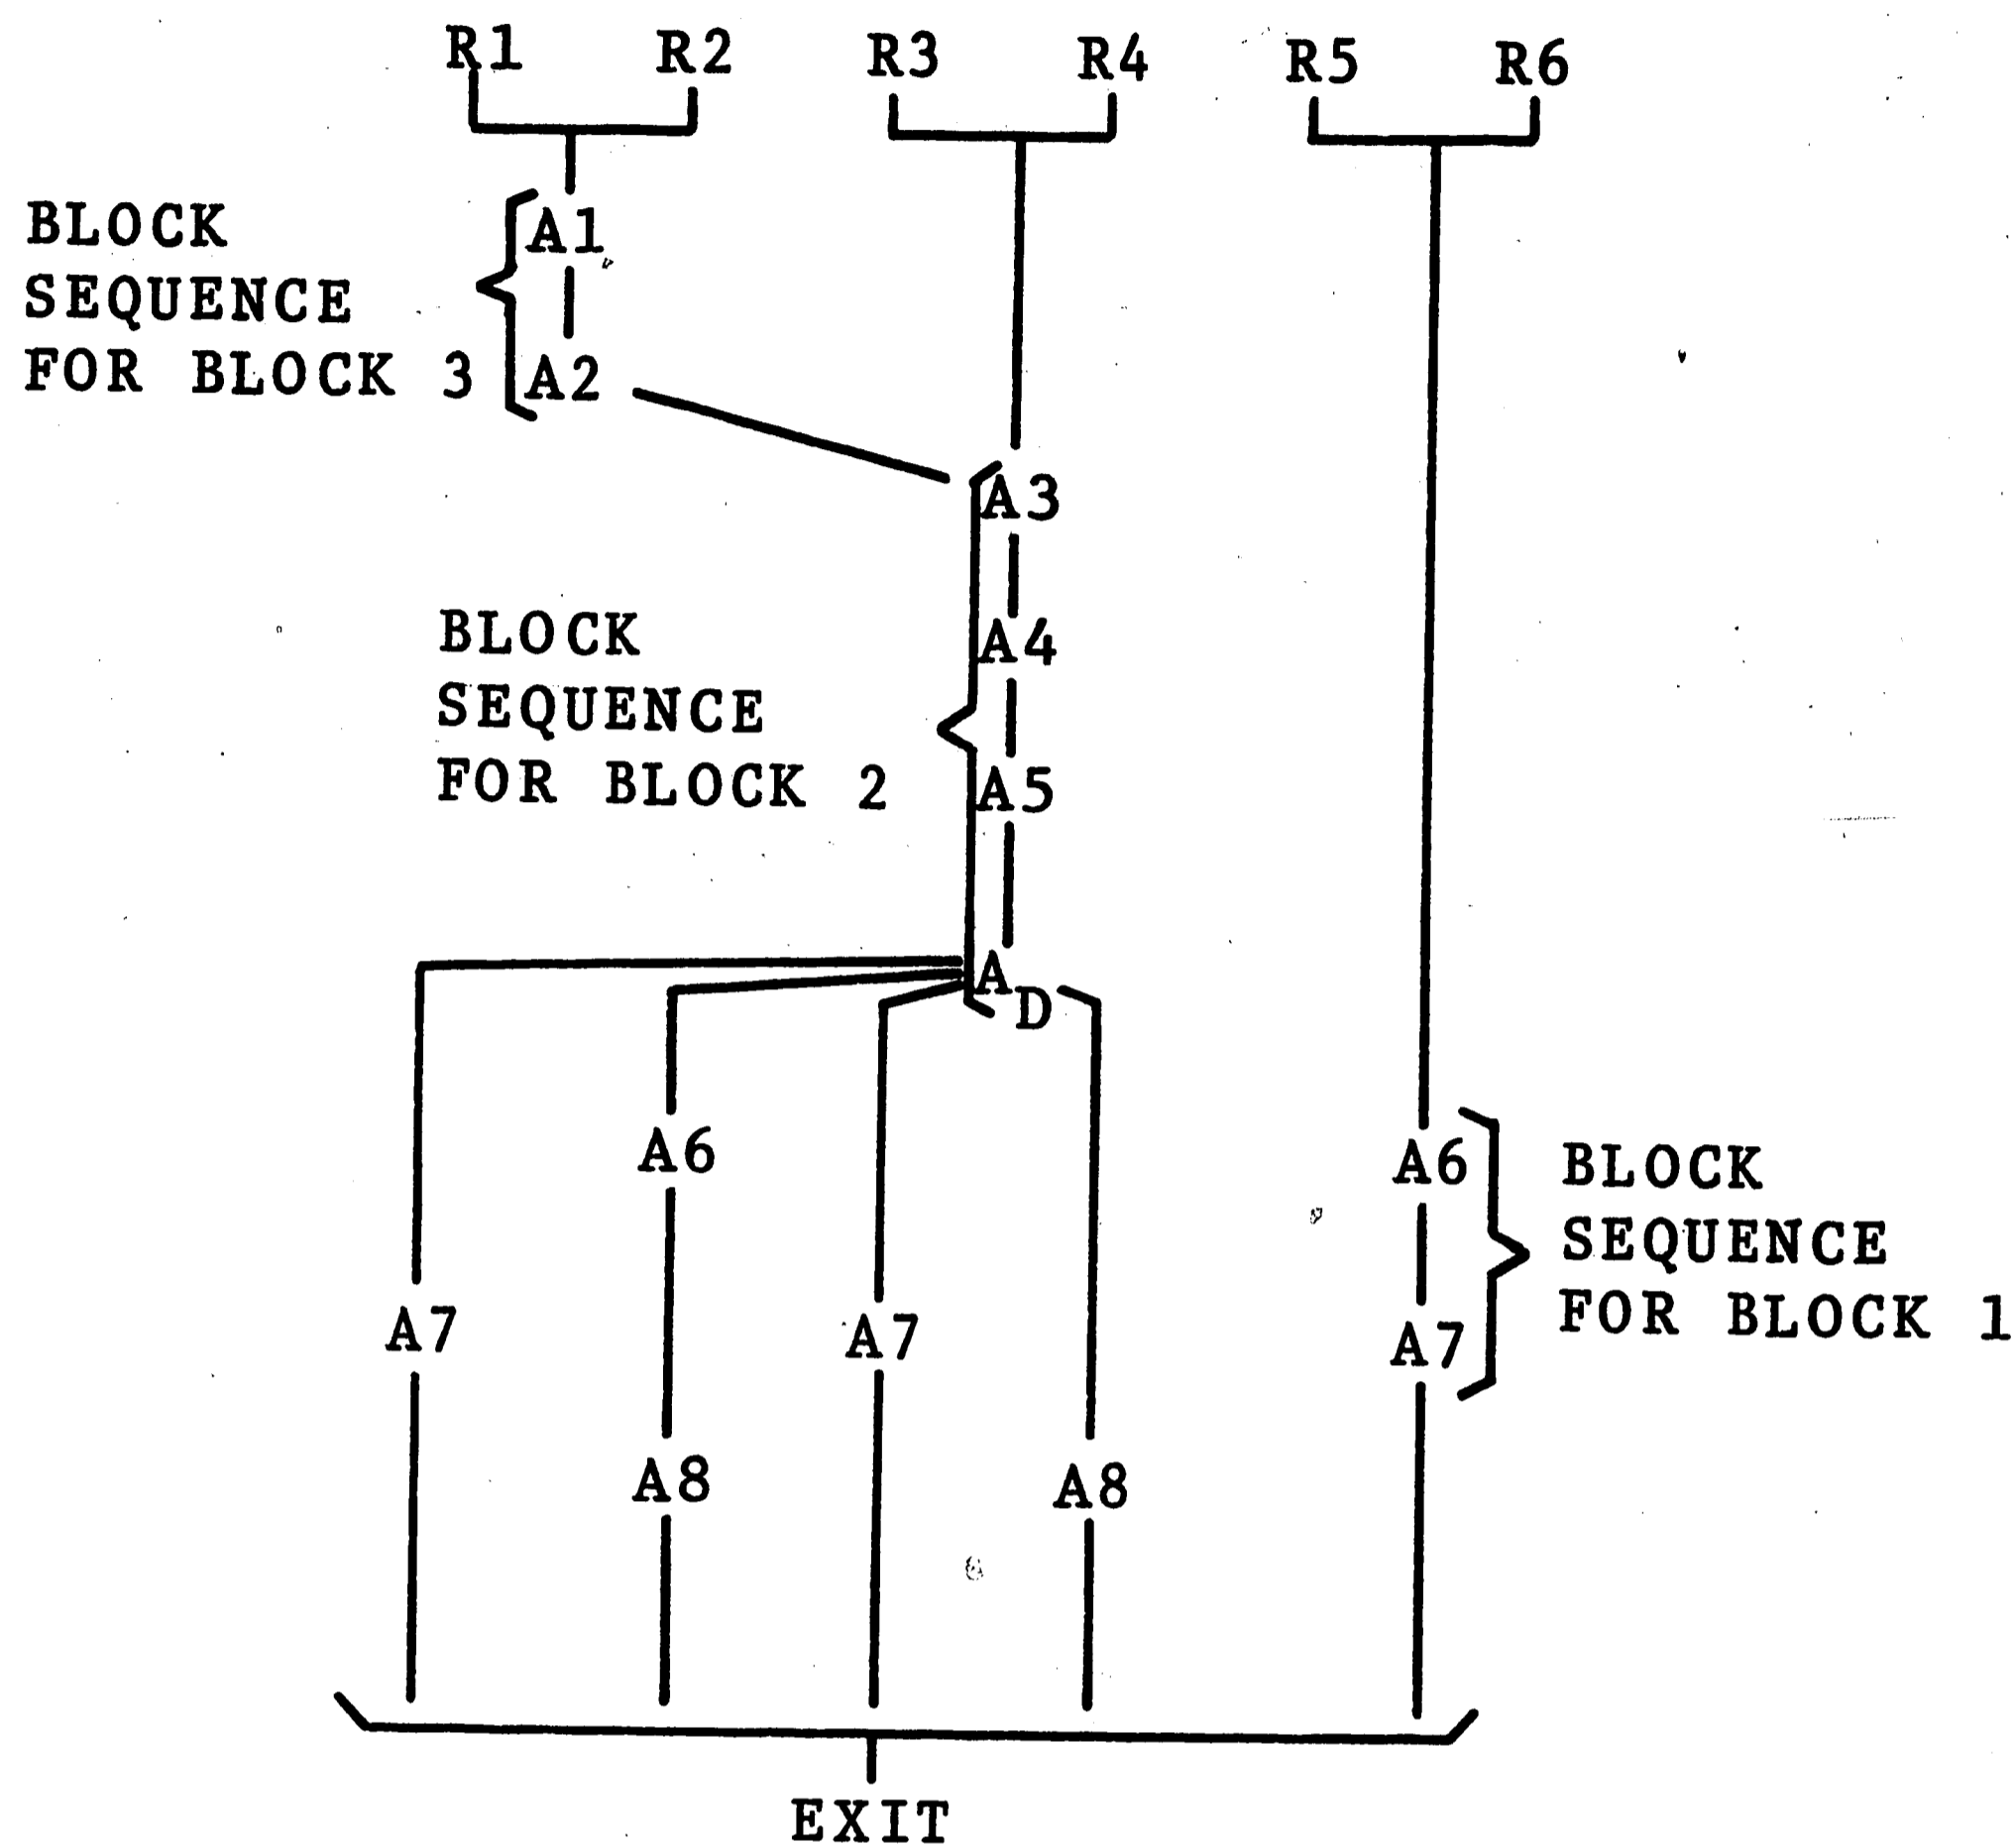 R1 R2 R3 R4 R5 R6
BLOCK
SEQUENCE
FOR BLOCK 3
A1
A2
A3
BLOCK
SEQUENCE
FOR BLOCK 2
A4
A5
AD
A6
A7
A8
A7
A8
A6
A7
BLOCK
SEQUENCE
FOR BLOCK 1
EXIT